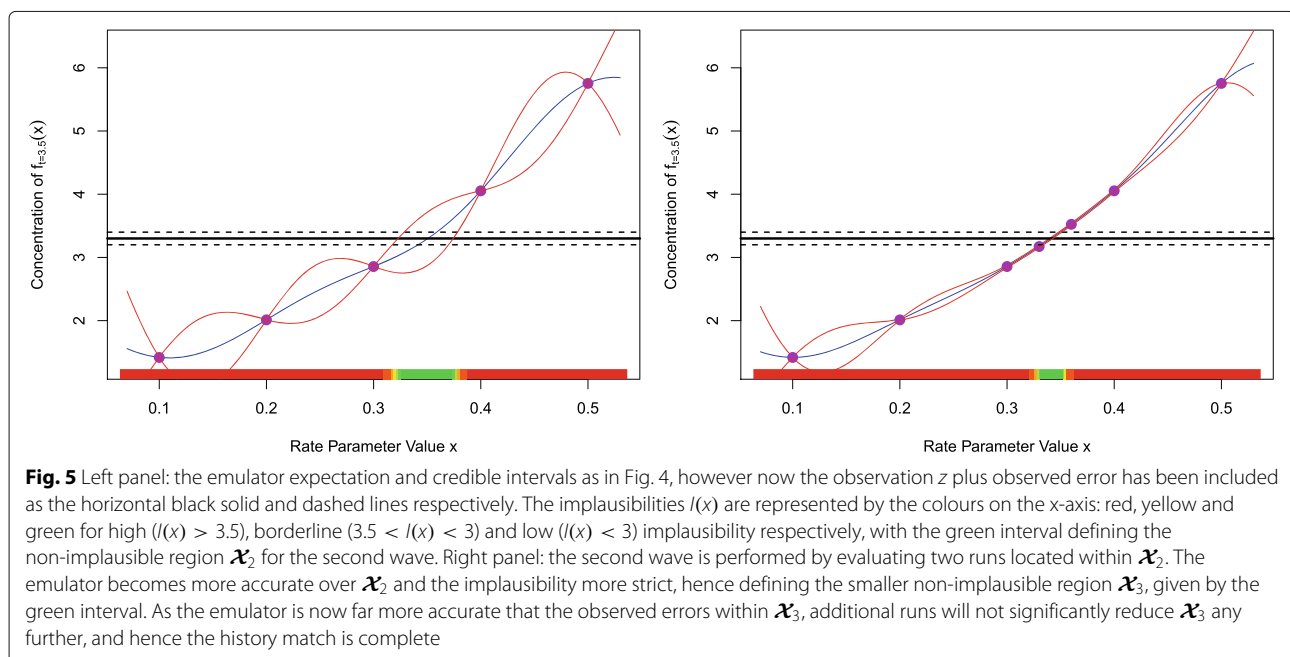 6
5
4
3
2
Concentration of f_{t=3.5}(x)
0.1 0.2 0.3 0.4 0.5
Rate Parameter Value x
6
5
4
3
2
Concentration of f_{t=3.5}(x)
0.1 0.2 0.3 0.4 0.5
Rate Parameter Value x
Fig. 5 Left panel: the emulator expectation and credible intervals as in Fig. 4, however now the observation z plus observed error has been included
as the horizontal black solid and dashed lines respectively. The implausibilities I(x) are represented by the colours on the x-axis: red, yellow and
green for high (I(x) > 3.5), borderline (3.5 < I(x) < 3) and low (I(x) < 3) implausibility respectively, with the green interval defining the
non-implausible region 𝓧₂ for the second wave. Right panel: the second wave is performed by evaluating two runs located within 𝓧₂. The
emulator becomes more accurate over 𝓧₂ and the implausibility more strict, hence defining the smaller non-implausible region 𝓧₃, given by the
green interval. As the emulator is now far more accurate that the observed errors within 𝓧₃, additional runs will not significantly reduce 𝓧₃ any
further, and hence the history match is complete